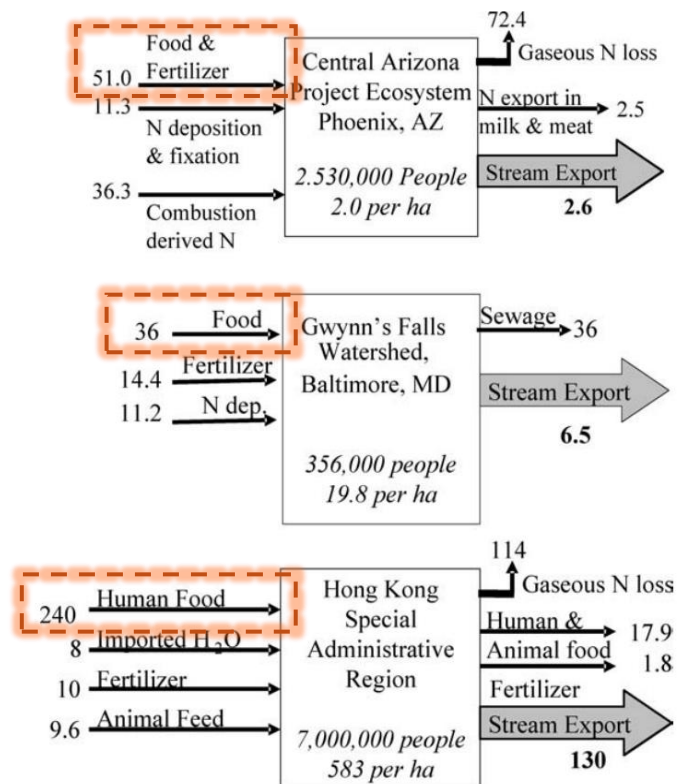 Food &
Fertilizer
51.0
11.3
N deposition
& fixation
36.3
Combustion
derived N
Central Arizona
Project Ecosystem
Phoenix, AZ
2.530,000 People
2.0 per ha
72.4
Gaseous N loss
N export in
milk & meat
2.5
Stream Export
2.6
36
Food
14.4
Fertilizer
11.2
N dep.
Gwynn's Falls
Watershed,
Baltimore, MD
356,000 people
19.8 per ha
Sewage
36
Stream Export
6.5
240
Human Food
8
Imported H₂O
10
Fertilizer
9.6
Animal Feed
Hong Kong
Special
Administrative
Region
7,000,000 people
583 per ha
114
Gaseous N loss
Human &
Animal food
17.9
1.8
Fertilizer
Stream Export
130